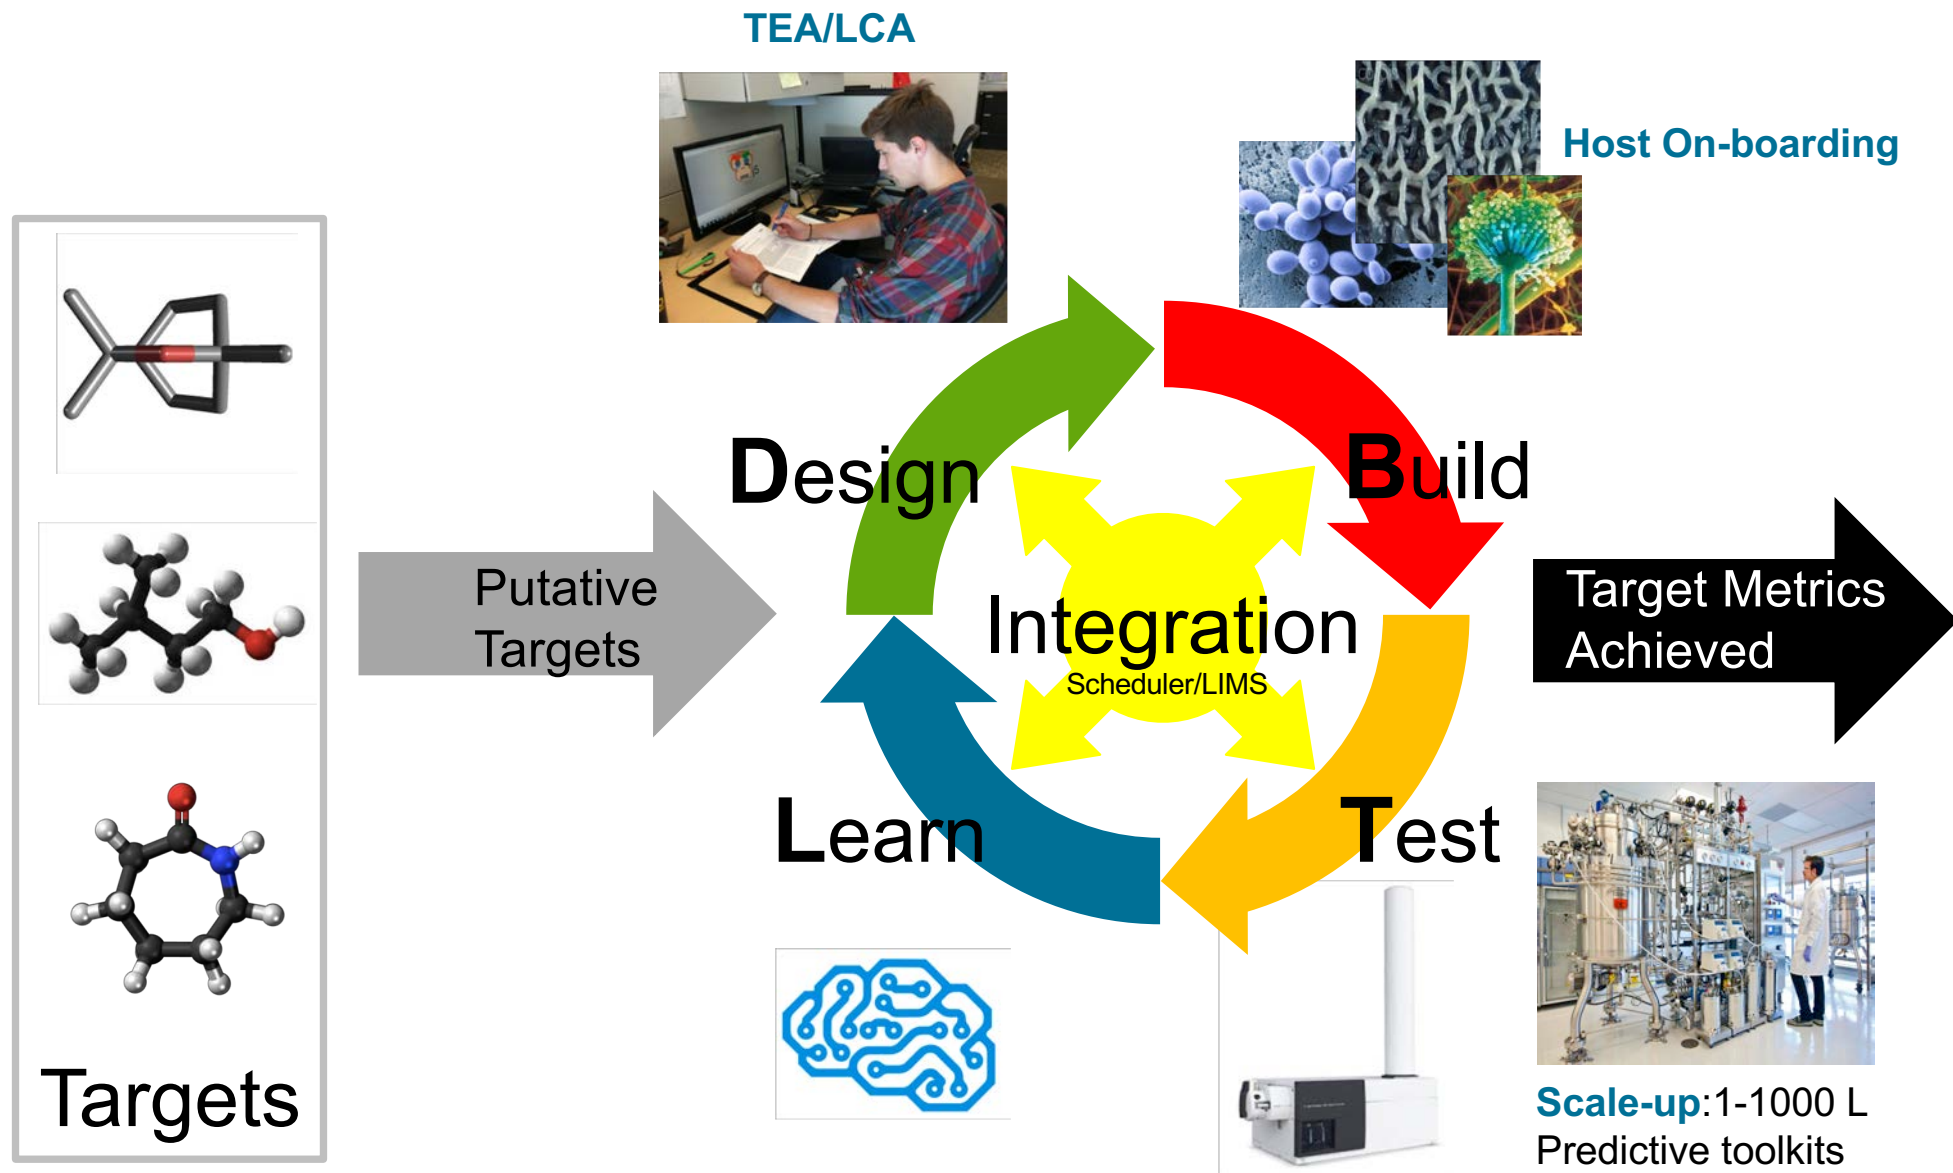 TEA/LCA
Host On-boarding
Design
Build
Putative
Targets
Integration
Scheduler/LIMS
Target Metrics
Achieved
Learn
Test
Targets
Scale-up:1-1000 L
Predictive toolkits